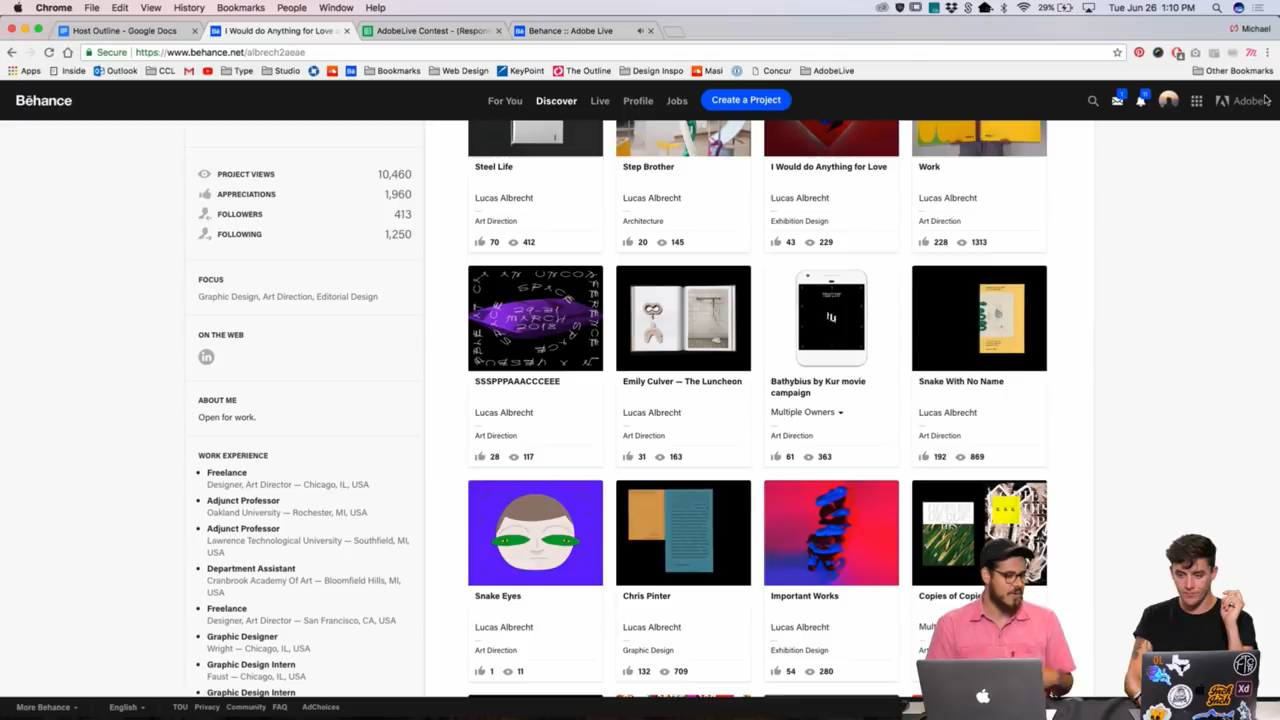 Chrome File Edit View History Bookmarks People Window Help 29% Tue Jun 26 1:10 PM
Host Outline - Google Docs
I Would do Anything for Love
AdobeLive Contest - (Respon
Behance :: Adobe Live
Michael
Secure https://www.behance.net/albrech2aeae
Apps Inside Outlook CCL Type Studio Bookmarks Web Design KeyPoint The Outline Design Inspo Masi Concur AdobeLive Other Bookmarks
Bēhance For You Discover Live Profile Jobs Create a Project Adobe
PROJECT VIEWS 10,460
APPRECIATIONS 1,960
FOLLOWERS 413
FOLLOWING 1,250
FOCUS
Graphic Design, Art Direction, Editorial Design
ON THE WEB
in
ABOUT ME
Open for work.
WORK EXPERIENCE
Freelance
Designer, Art Director — Chicago, IL, USA
Adjunct Professor
Oakland University — Rochester, MI, USA
Adjunct Professor
Lawrence Technological University — Southfield, MI,
USA
Department Assistant
Cranbrook Academy Of Art — Bloomfield Hills, MI,
USA
Freelance
Designer, Art Director — San Francisco, CA, USA
Graphic Designer
Wright — Chicago, IL, USA
Graphic Design Intern
Faust — Chicago, IL, USA
Graphic Design Intern
Steel Life
Lucas Albrecht
Art Direction
70 412
Step Brother
Lucas Albrecht
Architecture
20 145
I Would do Anything for Love
Lucas Albrecht
Exhibition Design
43 229
Work
Lucas Albrecht
Art Direction
228 1313
29-31
MARCH
2018
SSSPPPAAACCCEEE
Lucas Albrecht
Art Direction
28 117
Emily Culver — The Luncheon
Lucas Albrecht
Art Direction
31 163
Bathybius by Kur movie
campaign
Multiple Owners
Art Direction
61 363
Snake With No Name
Lucas Albrecht
Art Direction
192 869
Snake Eyes
Lucas Albrecht
Art Direction
1 11
Chris Pinter
Lucas Albrecht
Graphic Design
132 709
Important Works
Lucas Albrecht
Exhibition Design
54 280
Copies of Copi
Xd
More Behance English TOU Privacy Community FAQ AdChoices